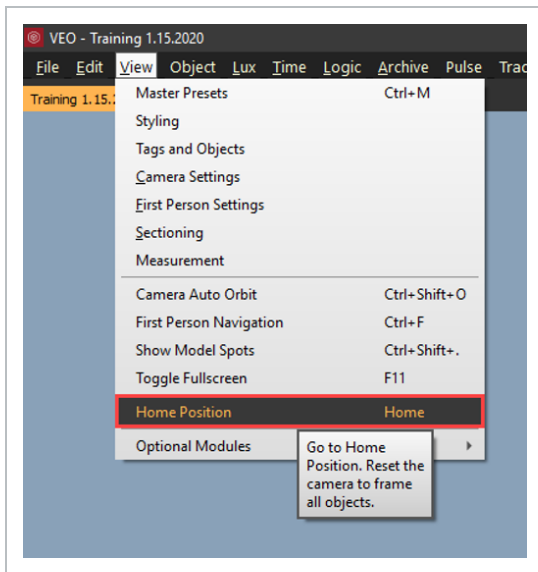 VEO - Training 1.15.2020
File Edit View Object Lux Time Logic Archive Pulse Trac
Training 1.15.:
Master Presets Ctrl+M
Styling
Tags and Objects
Camera Settings
First Person Settings
Sectioning
Measurement
Camera Auto Orbit Ctrl+Shift+O
First Person Navigation Ctrl+F
Show Model Spots Ctrl+Shift+.
Toggle Fullscreen F11
Home Position Home
Optional Modules
Go to Home
Position. Reset the
camera to frame
all objects.